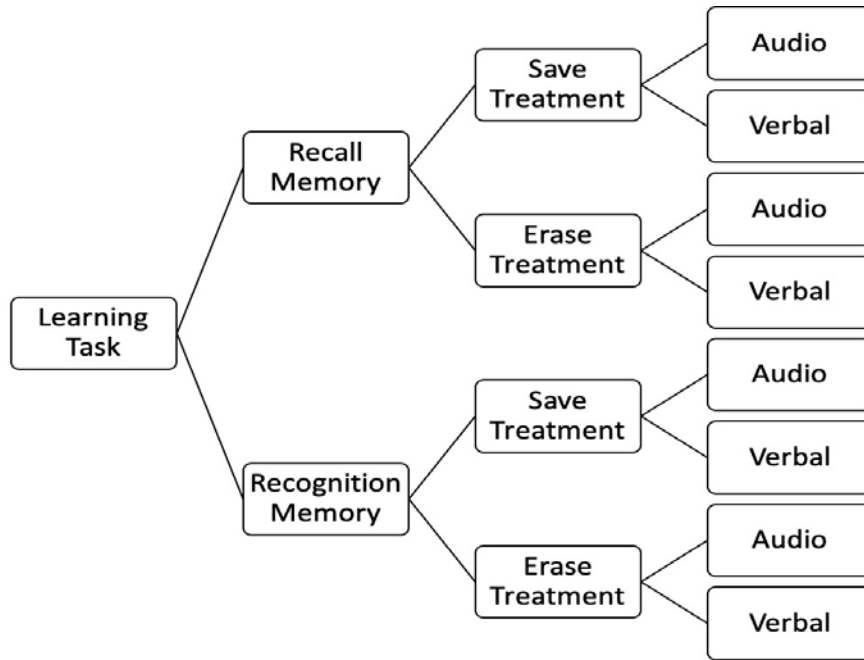 Learning
Task
Recall
Memory
Save
Treatment
Audio
Verbal
Erase
Treatment
Audio
Verbal
Recognition
Memory
Save
Treatment
Audio
Verbal
Erase
Treatment
Audio
Verbal